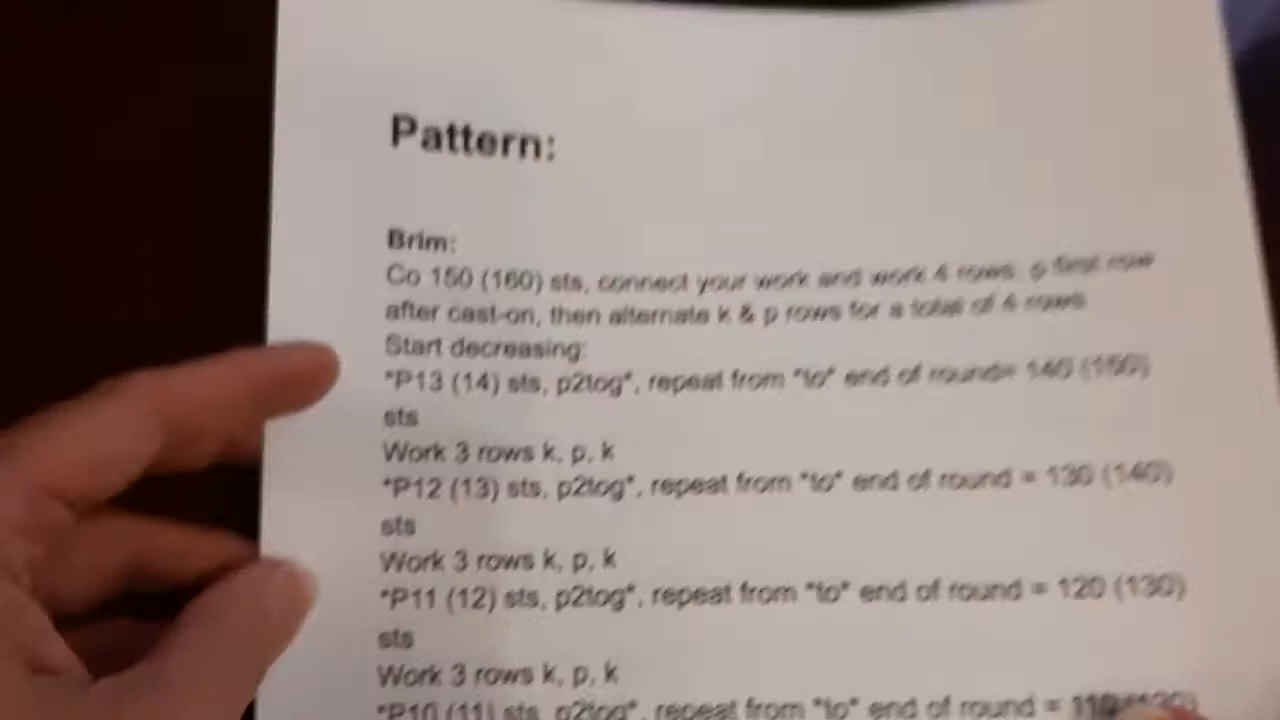 Pattern:
Brim:
Co 150 (160) sts, connect your work and work 4 rows p first row
after cast-on, then alternate k & p rows for a total of 4 rows
Start decreasing:
*P13 (14) sts, p2tog*, repeat from *to* end of round= 140 (150)
sts
Work 3 rows k, p, k
*P12 (13) sts, p2tog*, repeat from *to* end of round = 130 (140)
sts
Work 3 rows k, p, k
*P11 (12) sts, p2tog*, repeat from *to* end of round = 120 (130)
sts
Work 3 rows k, p, k
*P10 (11) sts, p2tog*, repeat from *to* end of round = 110 (120)